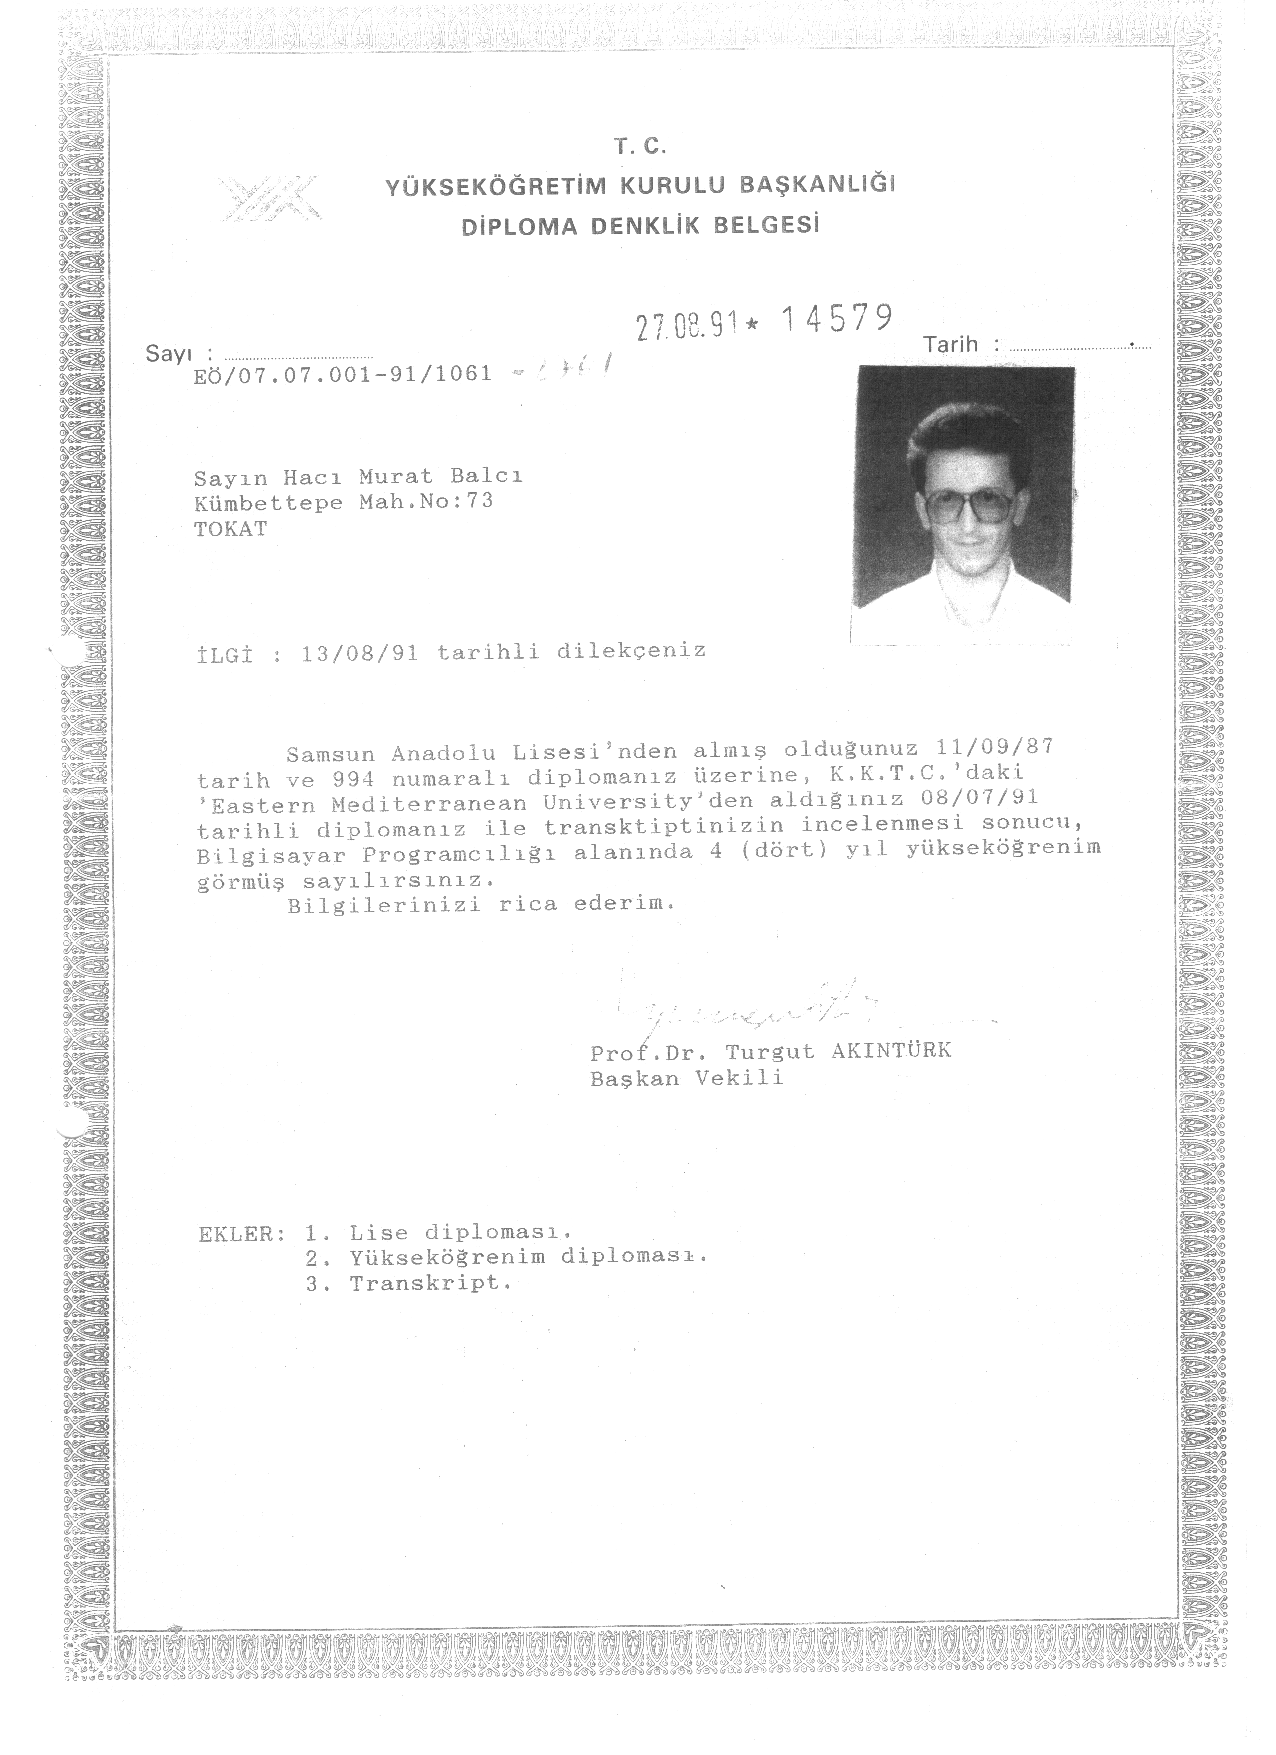 T. C.
YÜKSEKÖĞRETİM KURULU BAŞKANLIĞI
DİPLOMA DENKLİK BELGESİ
27.08.91* 14579
Sayı :
Tarih :
EÖ/07.07.001-91/1061
Sayın Hacı Murat Balcı
Kümbettepe Mah.No:73
TOKAT
İLGİ : 13/08/91 tarihli dilekçeniz
Samsun Anadolu Lisesi'nden almış olduğunuz 11/09/87
tarih ve 994 numaralı diplomanız üzerine, K.K.T.C.'daki
'Eastern Mediterranean University'den aldığınız 08/07/91
tarihli diplomanız ile transktiptinizin incelenmesi sonucu,
Bilgisayar Programcılığı alanında 4 (dört) yıl yükseköğrenim
görmüş sayılırsınız.
Bilgilerinizi rica ederim.
Prof.Dr. Turgut AKINTÜRK
Başkan Vekili
EKLER: 1. Lise diploması.
2. Yükseköğrenim diploması.
3. Transkript.